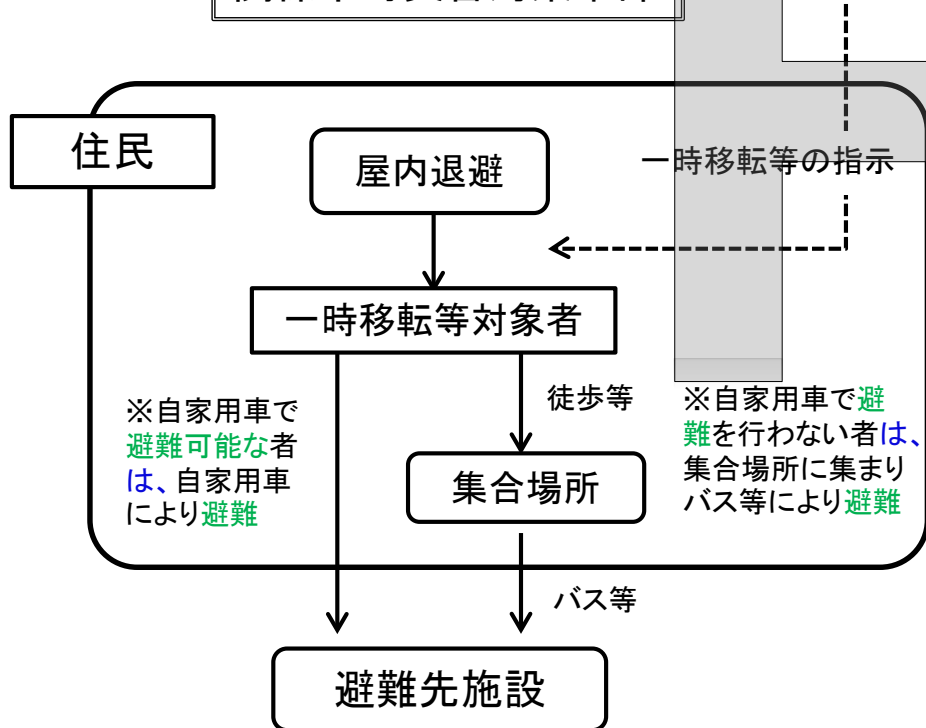 住民
屋内退避
一時移転等の指示
一時移転等対象者
※自家用車で
避難可能な者
は、自家用車
により避難
徒歩等
※自家用車で避
難を行わない者は、
集合場所に集まり
バス等により避難
集合場所
バス等
避難先施設